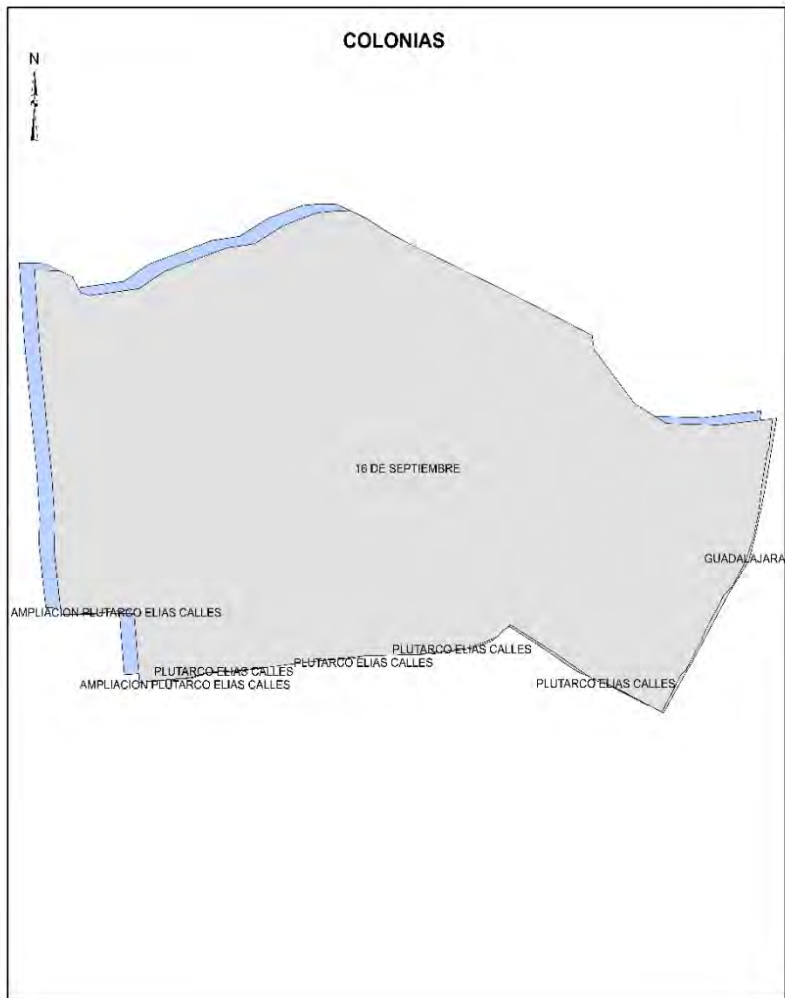 COLONIAS
N
16 DE SEPTIEMBRE
GUADALAJARA
AMPLIACION PLUTARCO ELIAS CALLES
PLUTARCO ELIAS CALLES
PLUTARCO ELIAS CALLES
PLUTARCO ELIAS CALLES
AMPLIACION PLUTARCO ELIAS CALLES
PLUTARCO ELIAS CALLES